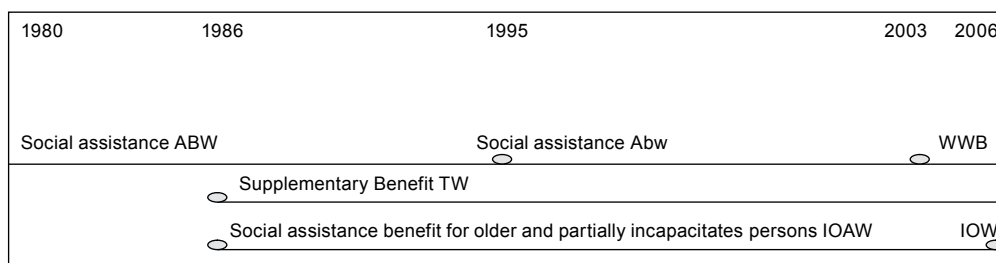 1980 1986 1995 2003 2006
Social assistance ABW Social assistance Abw WWB
Supplementary Benefit TW
Social assistance benefit for older and partially incapacitates persons IOAW IOW